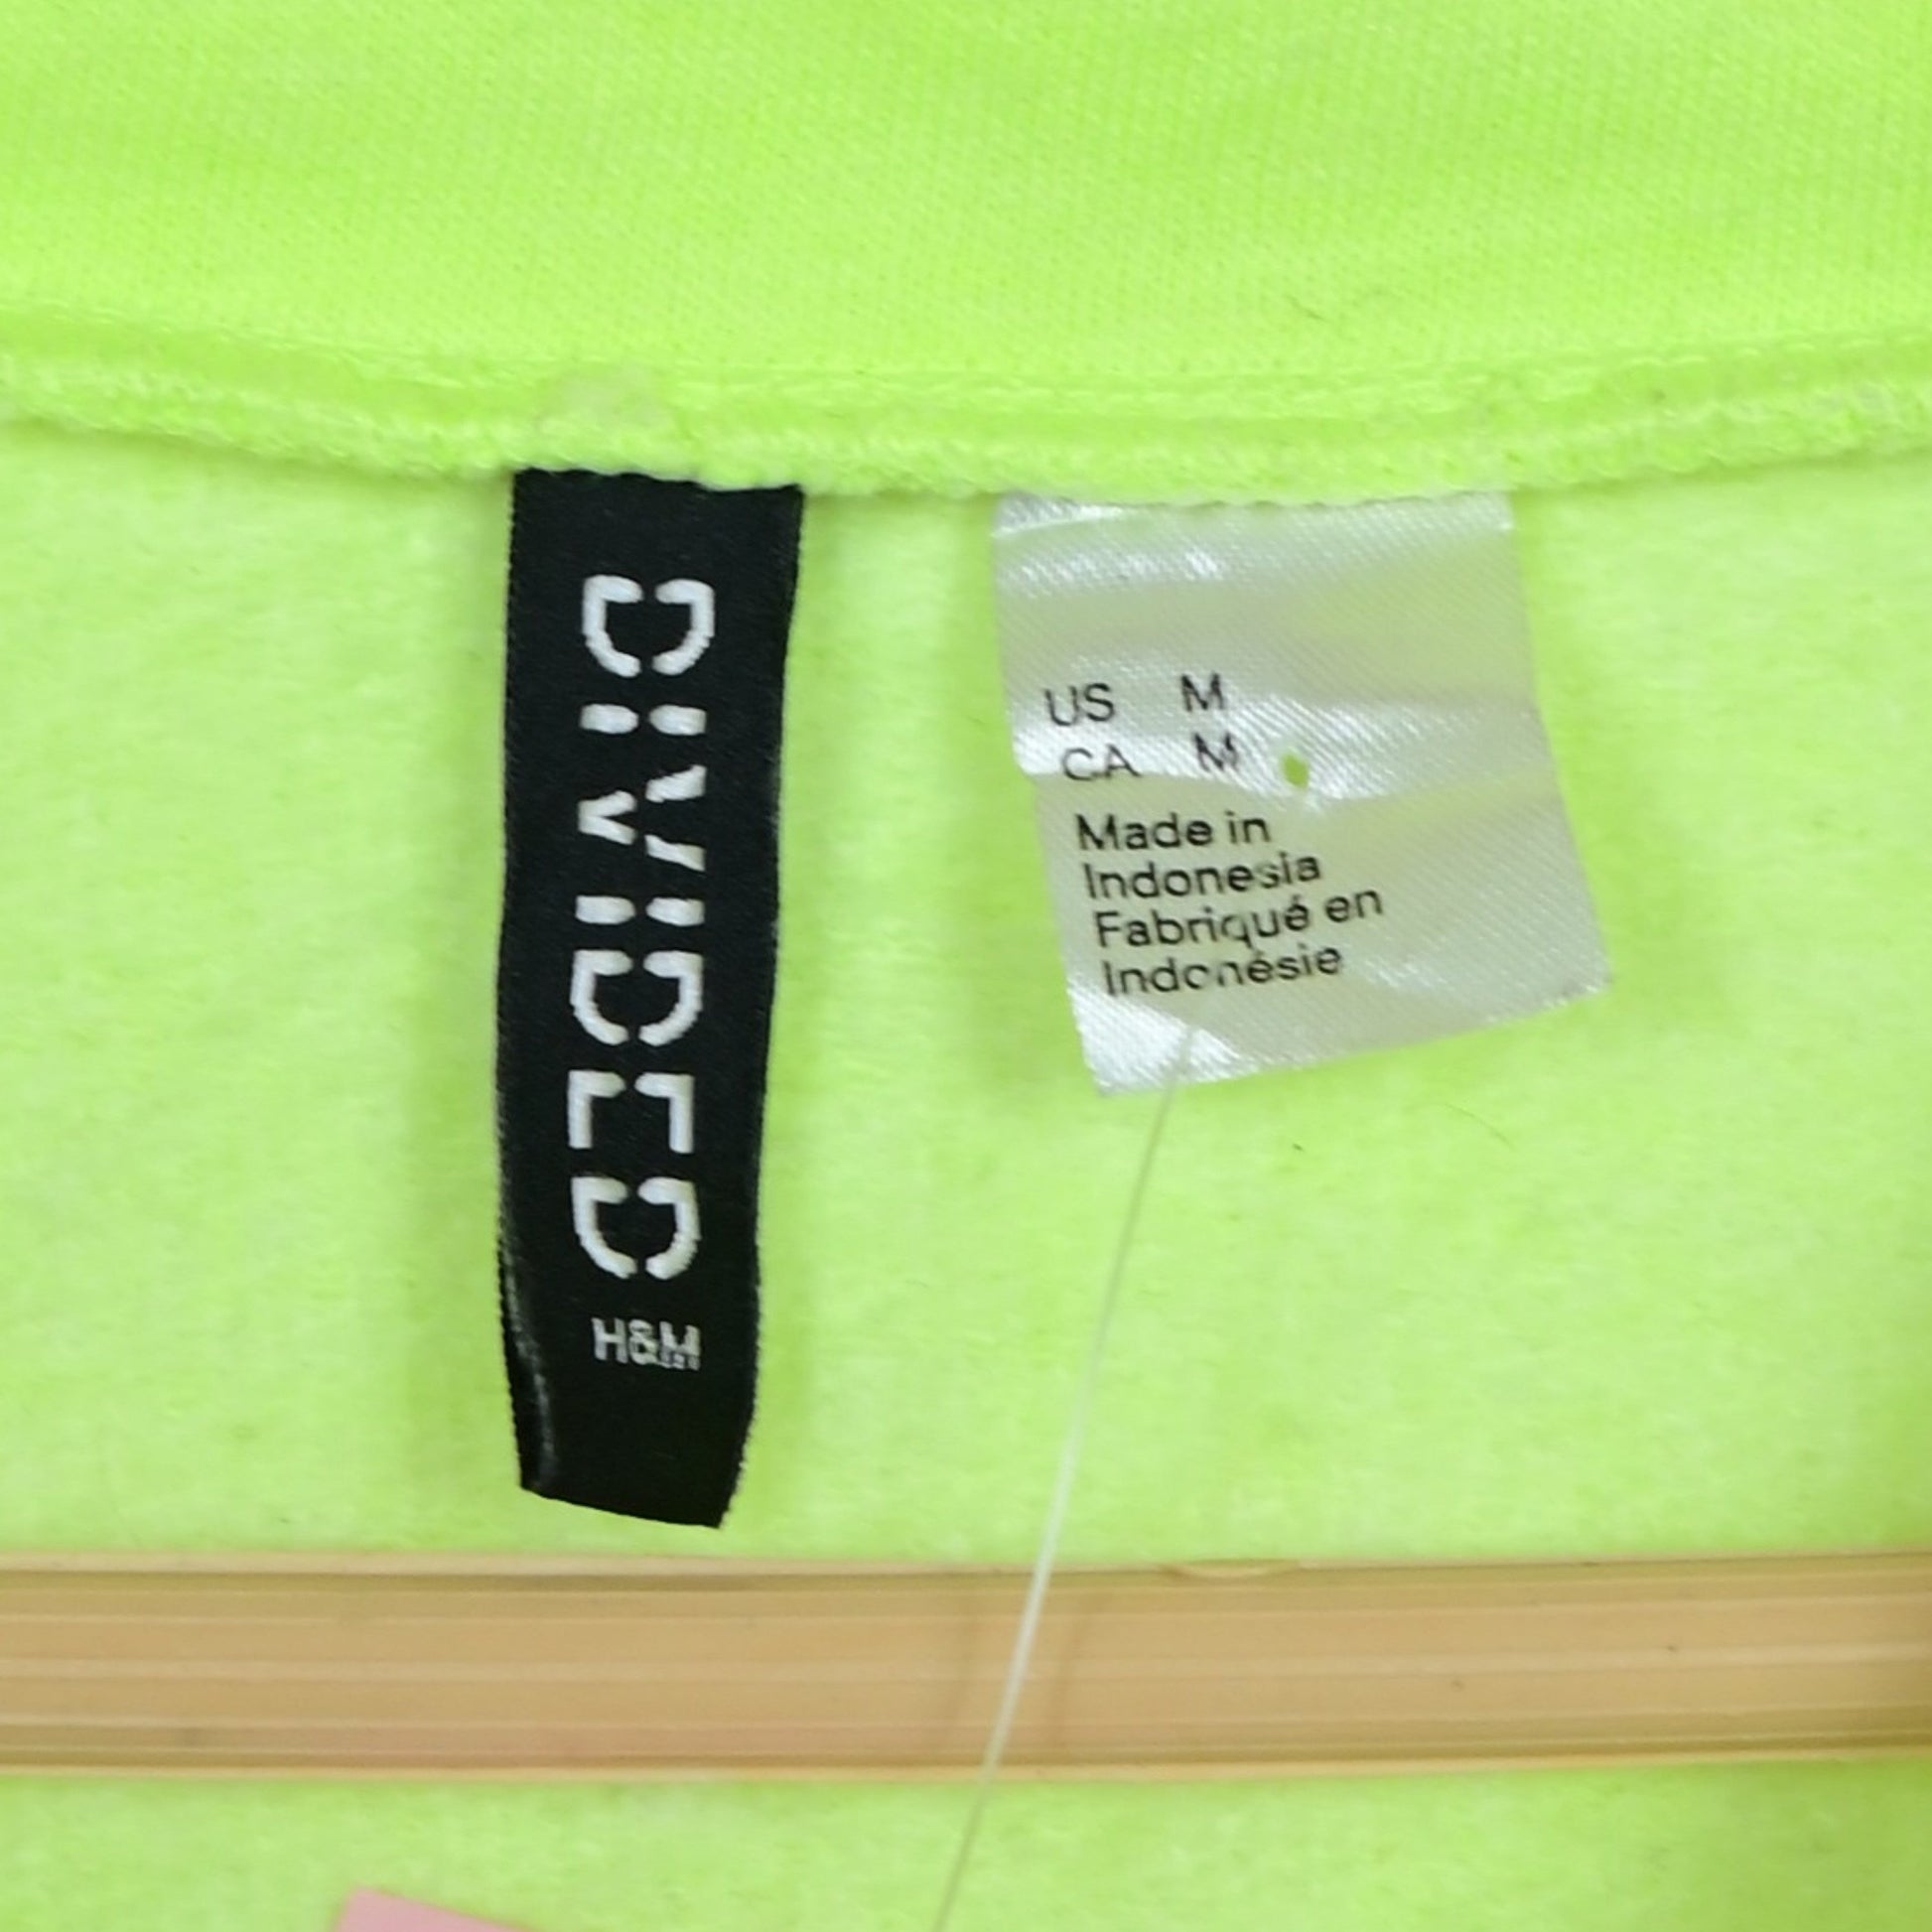 DIVIDED
H&M
US M
CA M
Made in
Indonesia
Fabriqué en
Indonésie